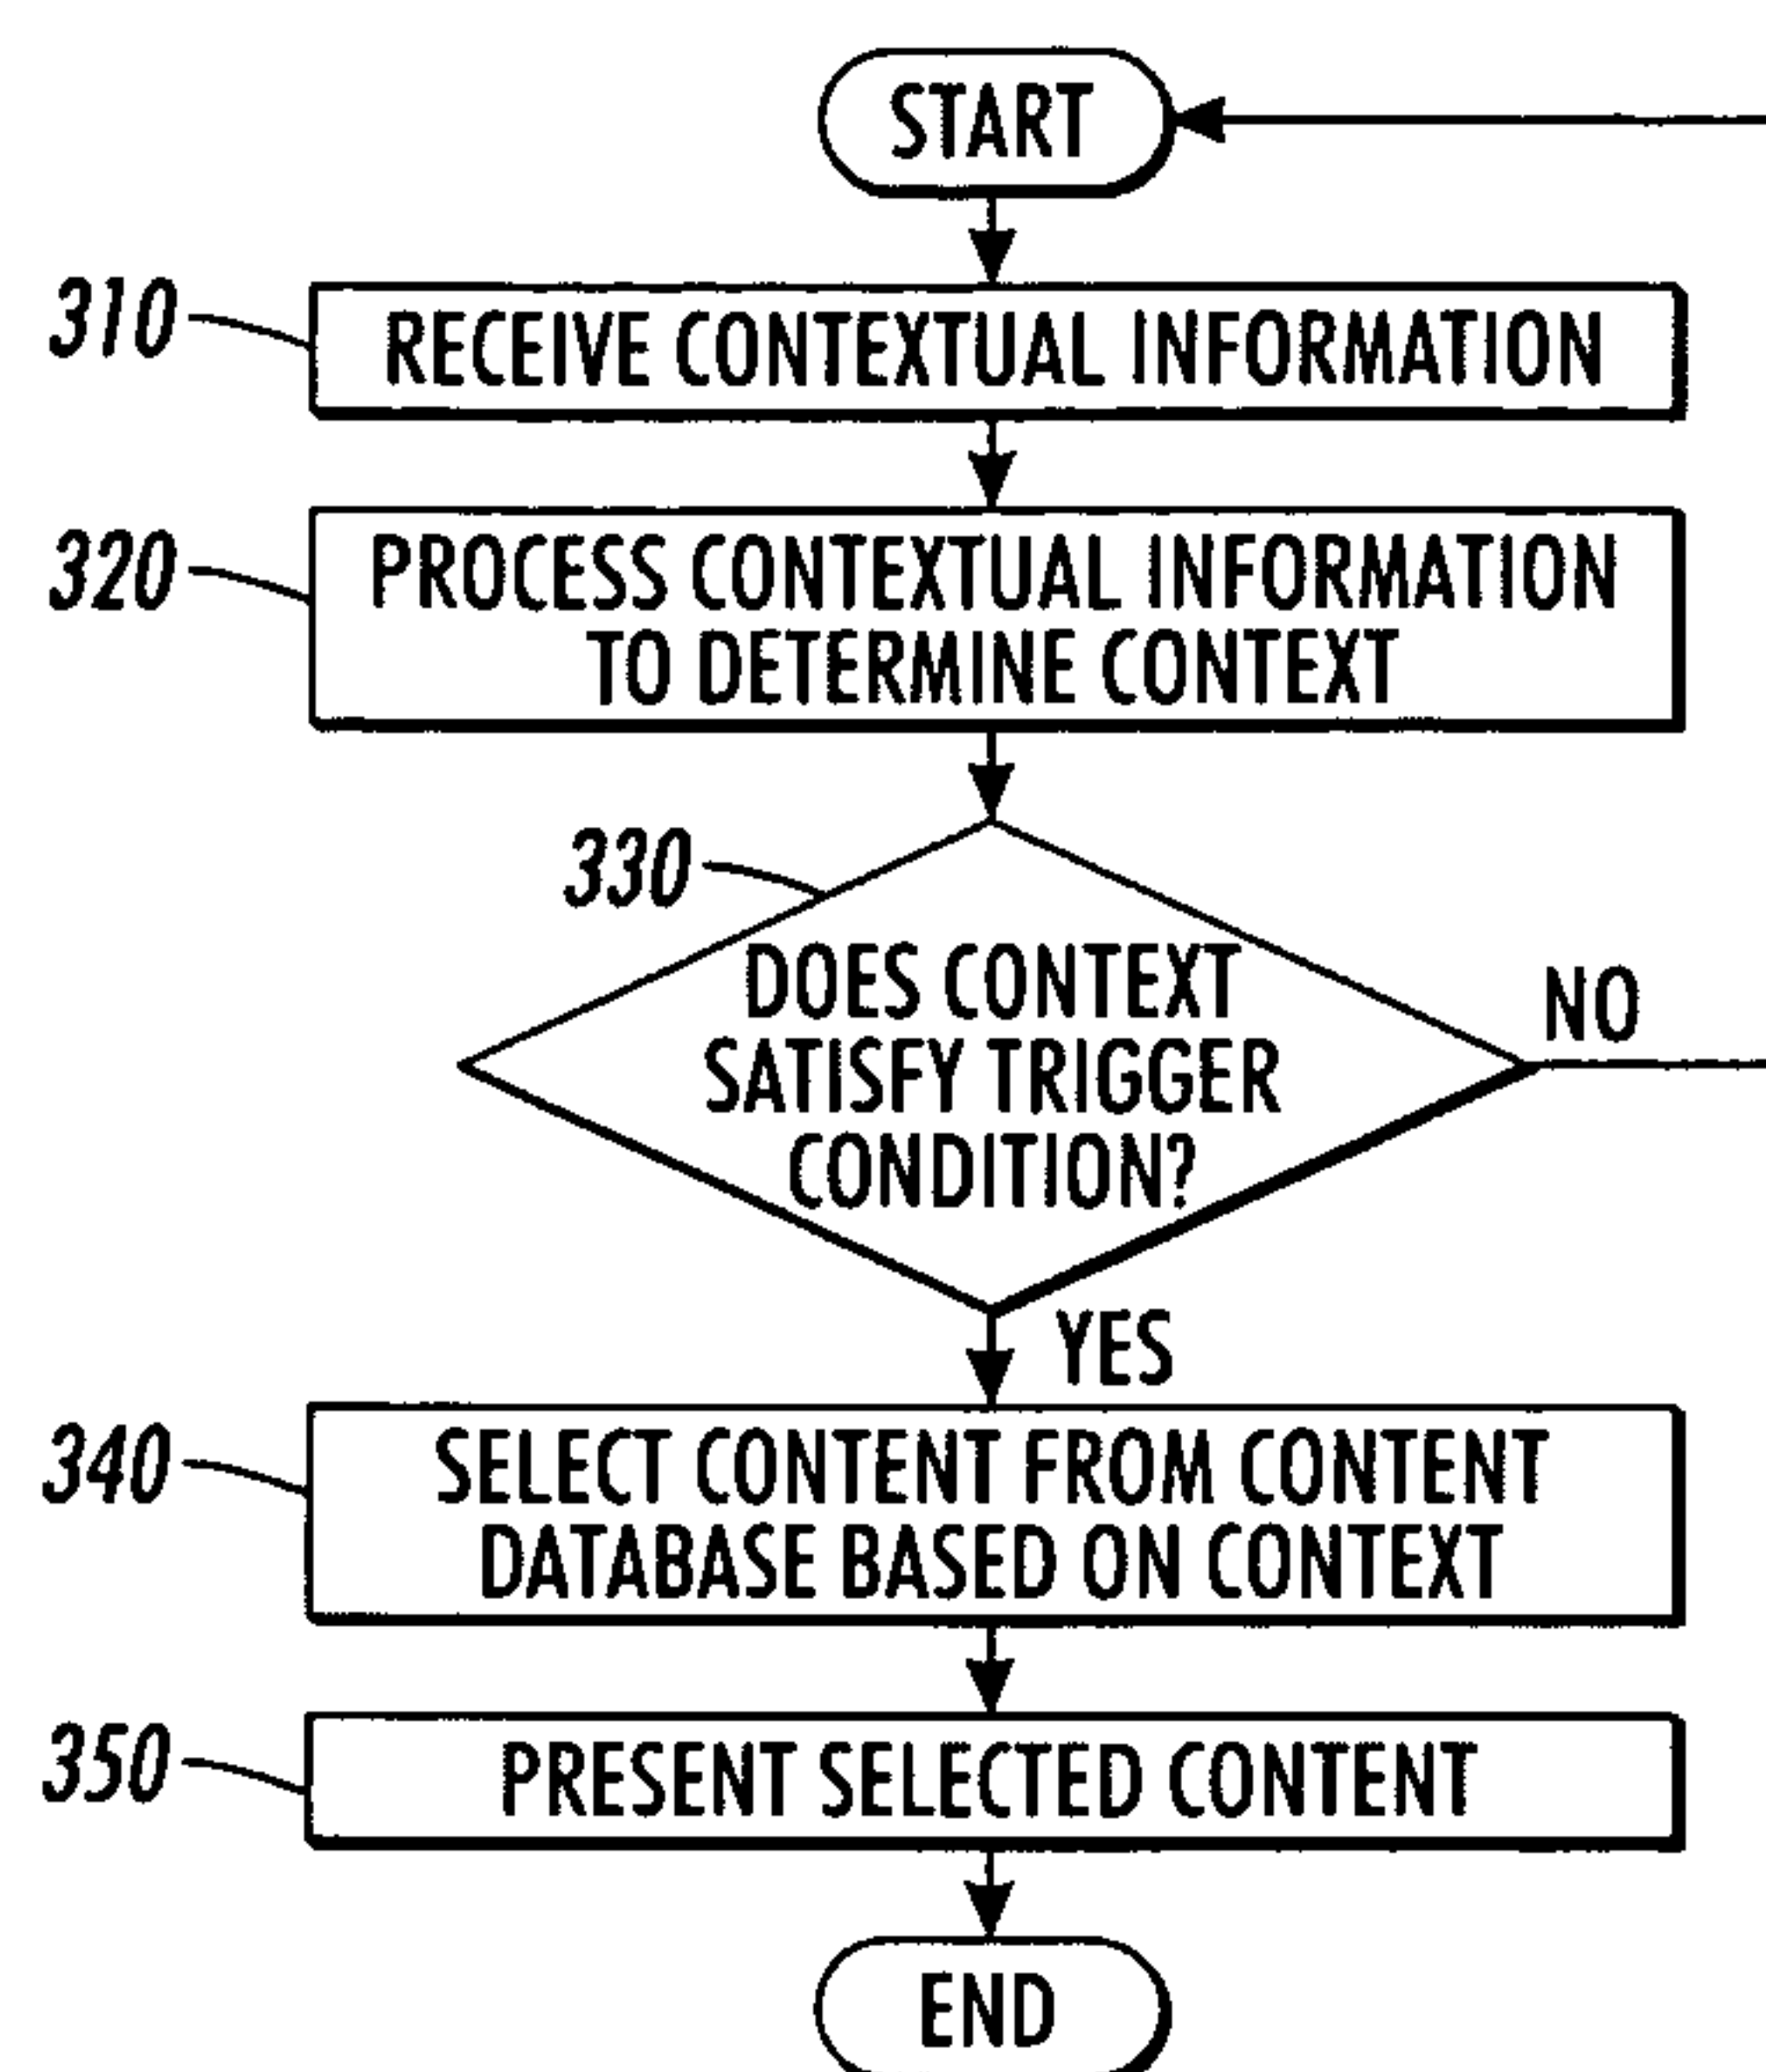 START
310
RECEIVE CONTEXTUAL INFORMATION
320
PROCESS CONTEXTUAL INFORMATION
TO DETERMINE CONTEXT
330
DOES CONTEXT
SATISFY TRIGGER
CONDITION?
NO
YES
340
SELECT CONTENT FROM CONTENT
DATABASE BASED ON CONTEXT
350
PRESENT SELECTED CONTENT
END